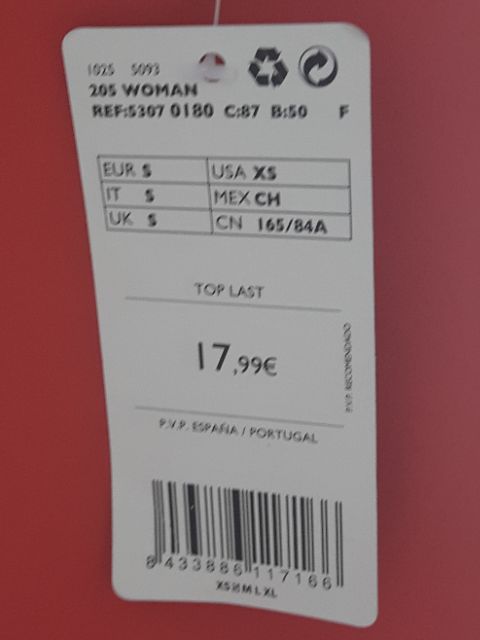 1025 5093
205 WOMAN
REF:5307 0180 C:87 B:50 F
EUR S USA XS
IT S MEX CH
UK S CN 165/84A
TOP LAST
17,99€
P.V.P. RECOMENDADO
P.V.P. ESPAÑA / PORTUGAL
8 433886 117166
XS M L XL